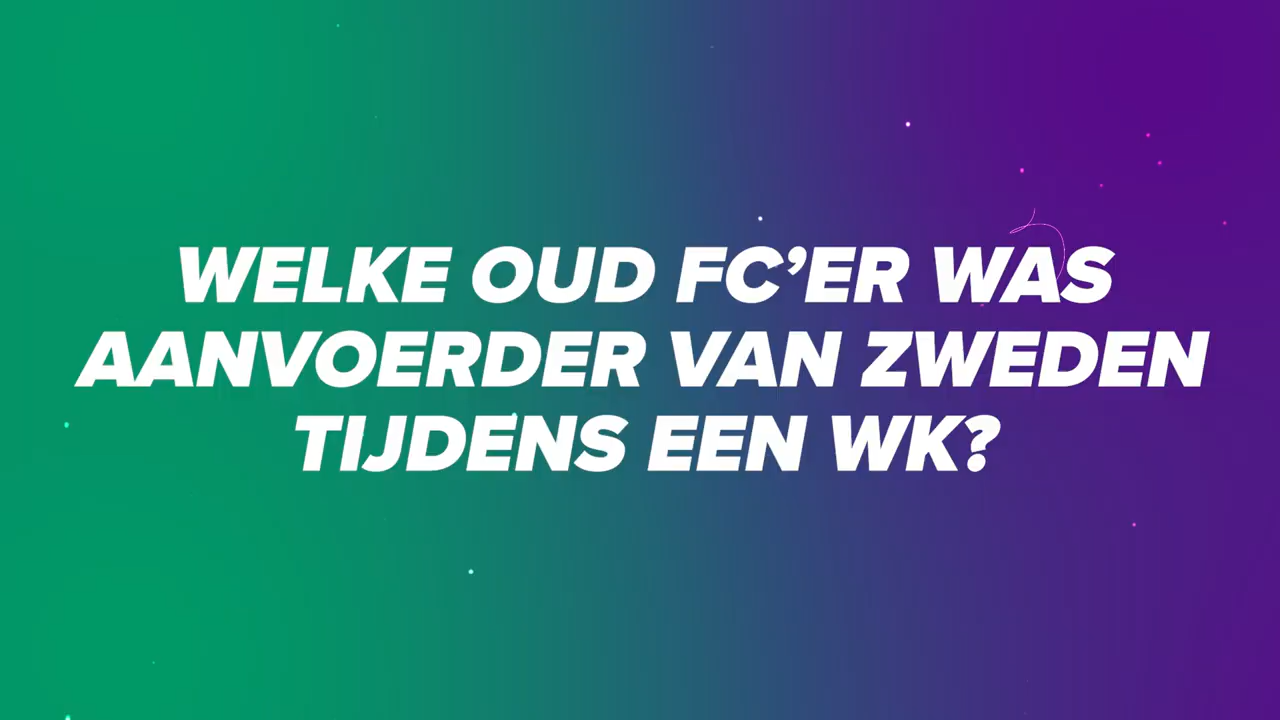 WELKE OUD FC’ER WAS
AANVOERDER VAN ZWEDEN
TIJDENS EEN WK?